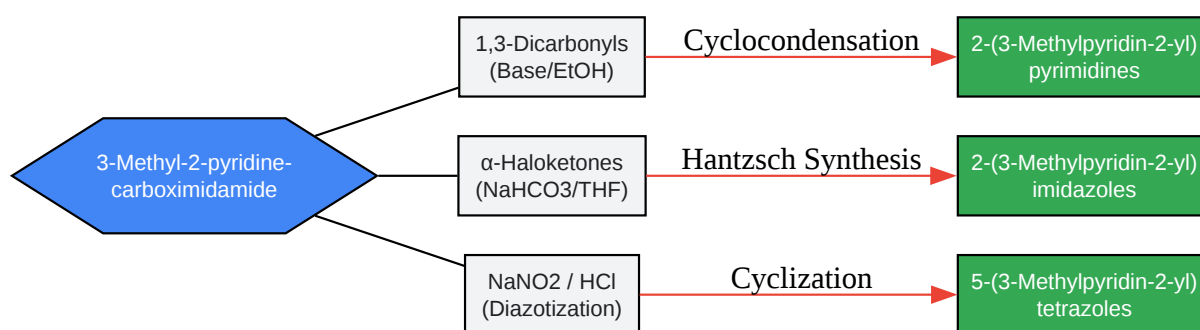 3-Methyl-2-pyridine-
carboximidamide
1,3-Dicarbonyls
(Base/EtOH)
Cyclocondensation
2-(3-Methylpyridin-2-yl)
pyrimidines
α-Haloketones
(NaHCO3/THF)
Hantzsch Synthesis
2-(3-Methylpyridin-2-yl)
imidazoles
NaNO2 / HCl
(Diazotization)
Cyclization
5-(3-Methylpyridin-2-yl)
tetrazoles